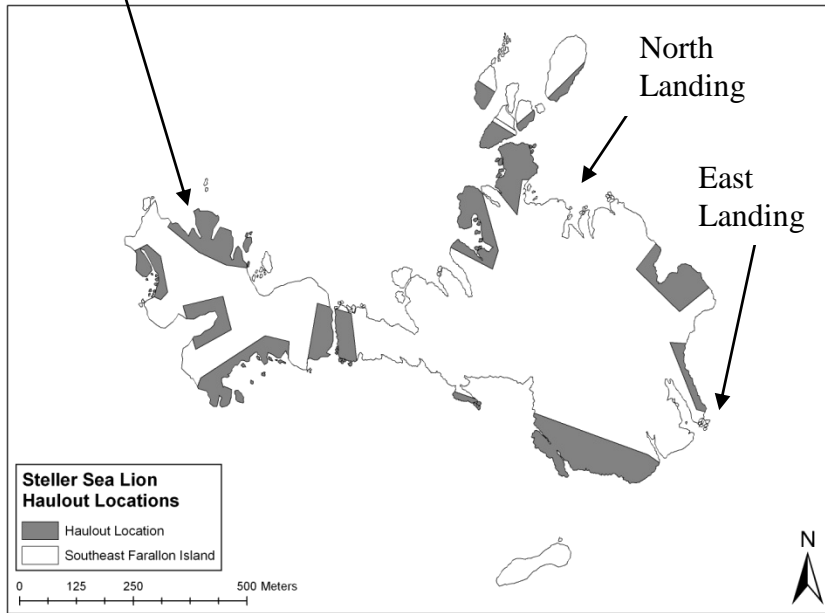 North
Landing
East
Landing
Steller Sea Lion
Haulout Locations
Haulout Location
Southeast Farallon Island
0 125 250 500 Meters
N